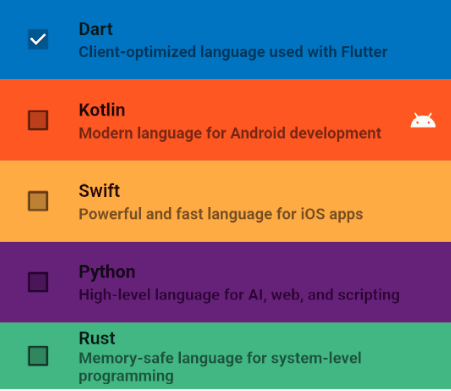 Dart
Client-optimized language used with Flutter
Kotlin
Modern language for Android development
Swift
Powerful and fast language for iOS apps
Python
High-level language for AI, web, and scripting
Rust
Memory-safe language for system-level
programming